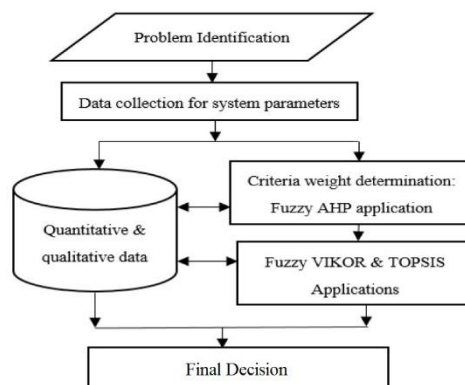 Problem Identification
Data collection for system parameters
Quantitative &
qualitative data
Criteria weight determination:
Fuzzy AHP application
Fuzzy VIKOR & TOPSIS
Applications
Final Decision